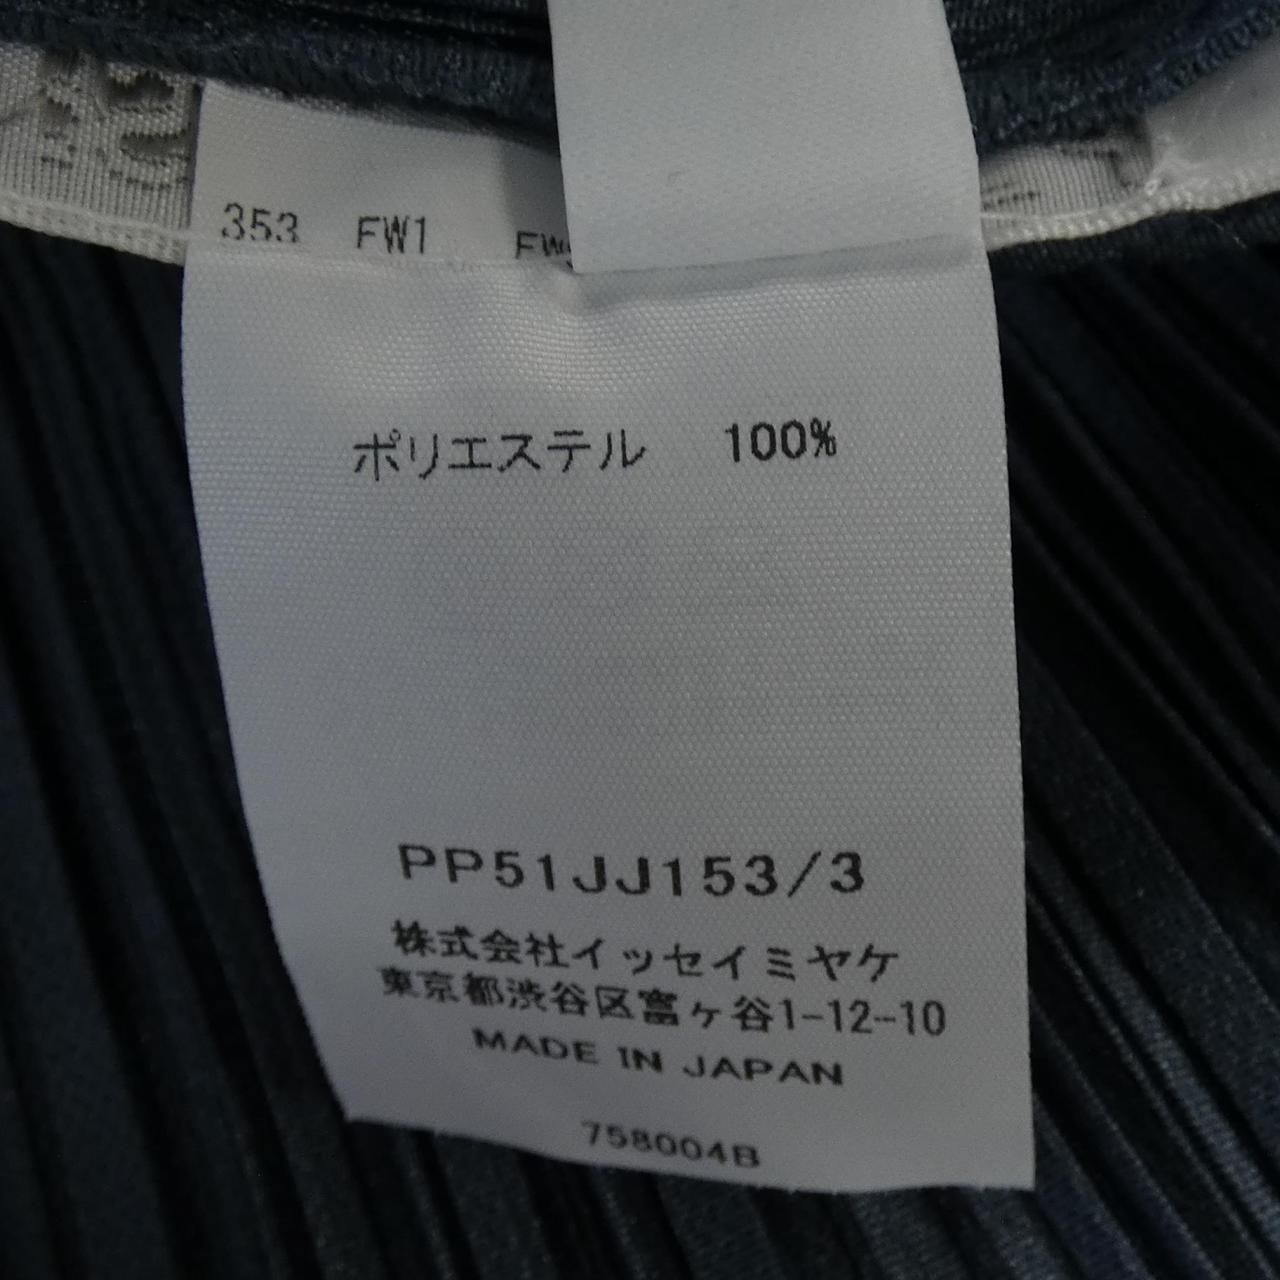 353 FW1
ポリエステル 100%
PP51JJ153/3
株式会社イッセイミヤケ
東京都渋谷区富ヶ谷1-12-10
MADE IN JAPAN
758004B